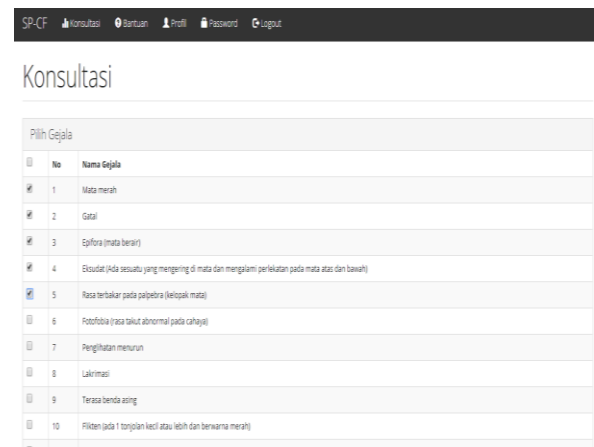 SP-CF Konsultasi Bantuan Profil Password Logout
Konsultasi
Pilih Gejala
No Nama Gejala
1 Mata merah
2 Gatal
3 Epifora (mata berair)
4 Eksudat (Ada sesuatu yang mengering di mata dan mengalami perlekatan pada mata atas dan bawah)
5 Rasa terbakar pada palpebra (kelopak mata)
6 Fotofobia (rasa takut abnormal pada cahaya)
7 Penglihatan menurun
8 Lakrimasi
9 Terasa benda asing
10 Flikten (ada 1 tonjolan kecil atau lebih dan berwarna merah)